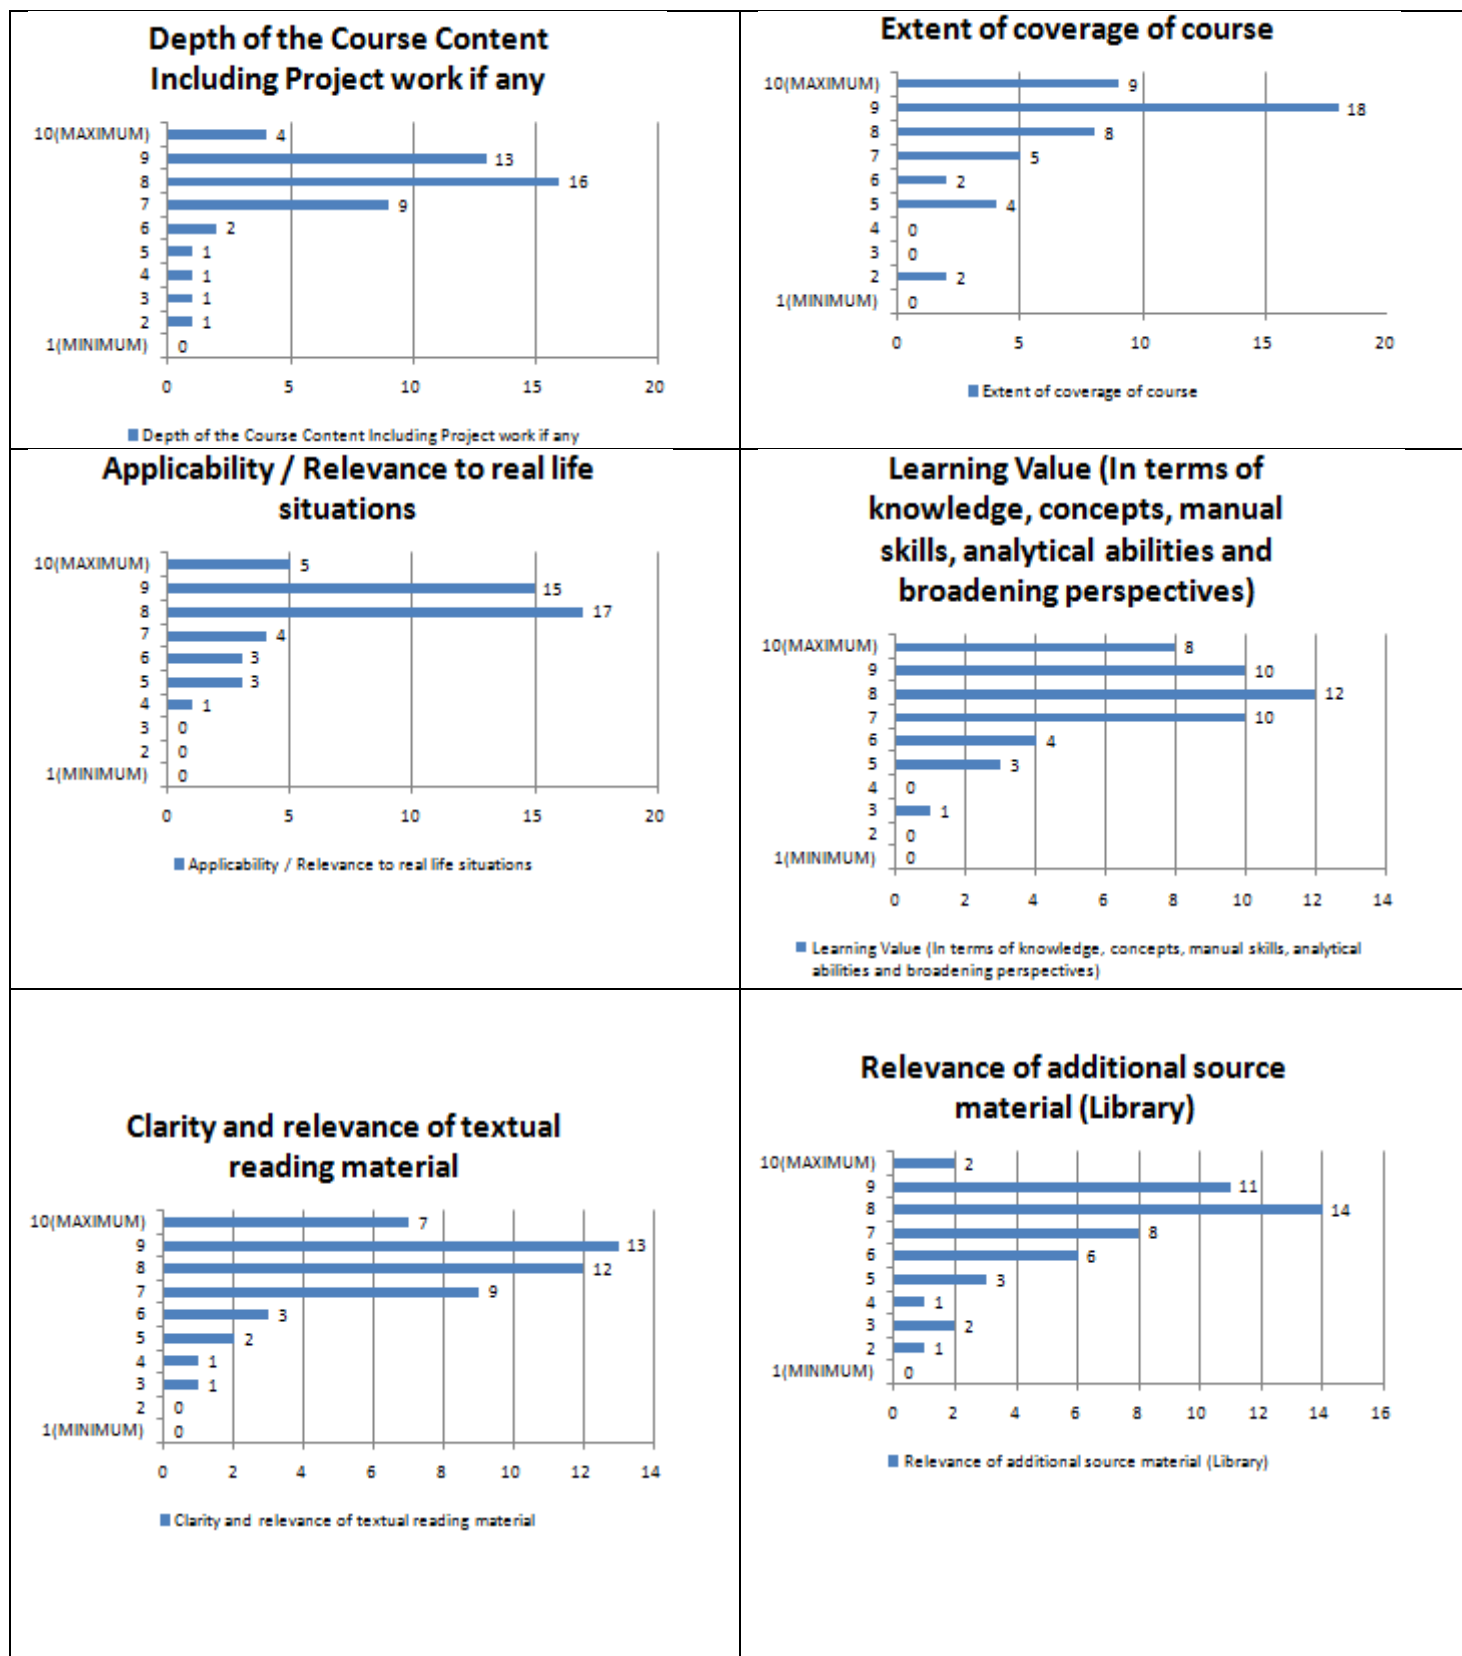 Depth of the Course Content
Including Project work if any
10(MAXIMUM) 4
9 13
8 16
7 9
6 2
5 1
4 1
3 1
2 1
1(MINIMUM) 0
0 5 10 15 20
Depth of the Course Content Including Project work if any
Extent of coverage of course
10(MAXIMUM) 9
9 18
8 8
7 5
6 2
5 4
4 0
3 0
2 2
1(MINIMUM) 0
0 5 10 15 20
Extent of coverage of course
Applicability / Relevance to real life
situations
10(MAXIMUM) 5
9 15
8 17
7 4
6 3
5 3
4 1
3 0
2 0
1(MINIMUM) 0
0 5 10 15 20
Applicability / Relevance to real life situations
Learning Value (In terms of
knowledge, concepts, manual
skills, analytical abilities and
broadening perspectives)
10(MAXIMUM) 8
9 10
8 12
7 10
6 4
5 3
4 0
3 1
2 0
1(MINIMUM) 0
0 2 4 6 8 10 12 14
Learning Value (In terms of knowledge, concepts, manual skills, analytical
abilities and broadening perspectives)
Clarity and relevance of textual
reading material
10(MAXIMUM) 7
9 13
8 12
7 9
6 3
5 2
4 1
3 1
2 0
1(MINIMUM) 0
0 2 4 6 8 10 12 14
Clarity and relevance of textual reading material
Relevance of additional source
material (Library)
10(MAXIMUM) 2
9 11
8 14
7 8
6 6
5 3
4 1
3 2
2 1
1(MINIMUM) 0
0 2 4 6 8 10 12 14 16
Relevance of additional source material (Library)